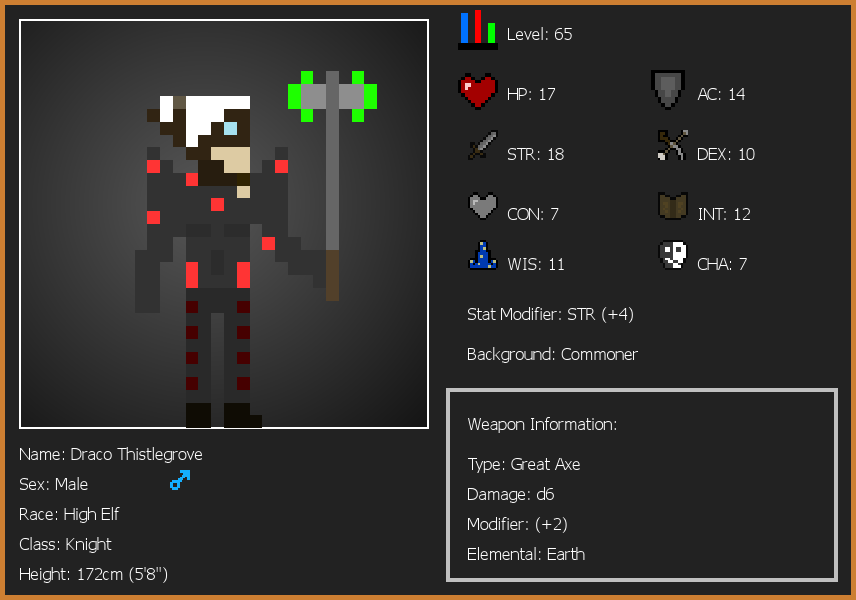 Level: 65
HP: 17
AC: 14
STR: 18
DEX: 10
CON: 7
INT: 12
WIS: 11
CHA: 7
Stat Modifier: STR (+4)
Background: Commoner
Weapon Information:
Type: Great Axe
Damage: d6
Modifier: (+2)
Elemental: Earth
Name: Draco Thistlegrove
Sex: Male
Race: High Elf
Class: Knight
Height: 172cm (5'8")